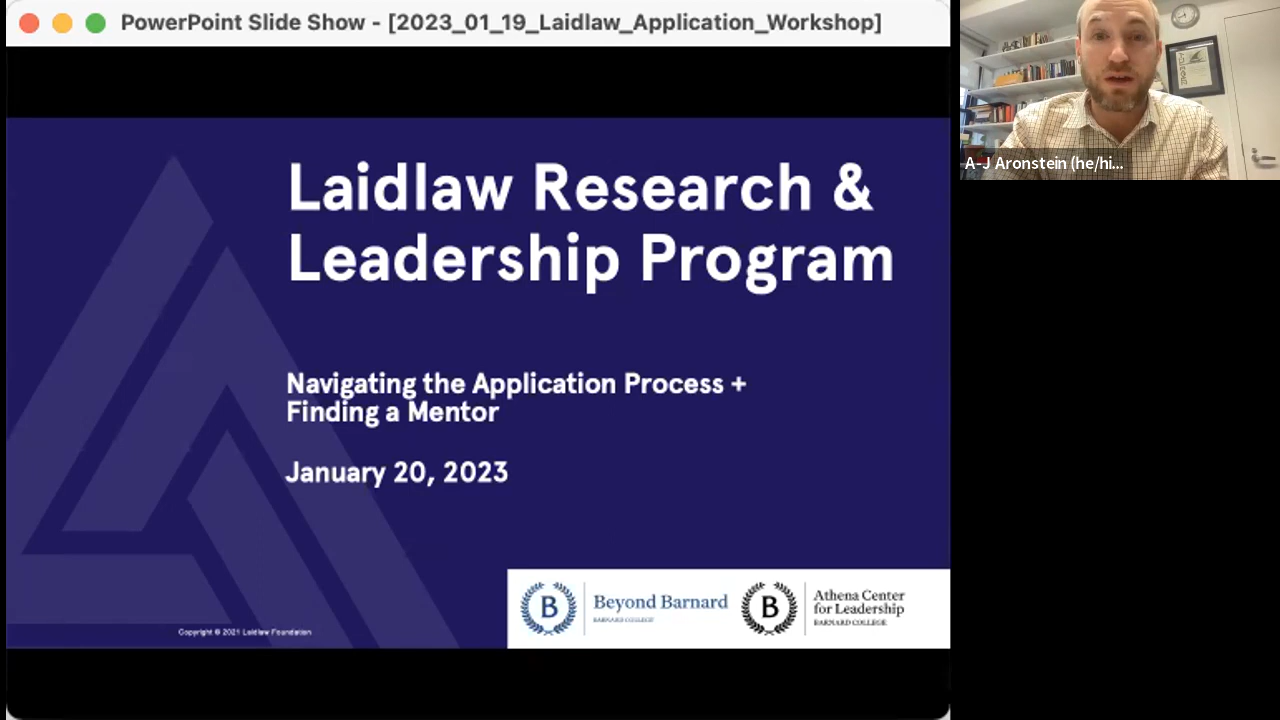 PowerPoint Slide Show - [2023_01_19_Laidlaw_Application_Workshop]
Laidlaw Research &
Leadership Program
Navigating the Application Process +
Finding a Mentor
January 20, 2023
B
Beyond Barnard
BARNARD COLLEGE
B
Athena Center
for Leadership
BARNARD COLLEGE
Copyright © 2021 Laidlaw Foundation
A-J Aronstein (he/hi...